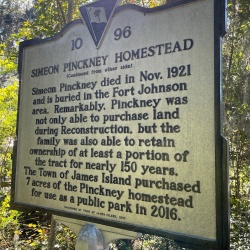 10 96
SIMEON PINCKNEY HOMESTEAD
(Continued from other side)
Simeon Pinckney died in Nov. 1921
and is buried in the Fort Johnson
area. Remarkably, Pinckney was
not only able to purchase land
during Reconstruction, but the
family was also able to retain
ownership of at least a portion of
the tract for nearly 150 years.
The Town of James Island purchased
7 acres of the Pinckney homestead
for use as a public park in 2016.